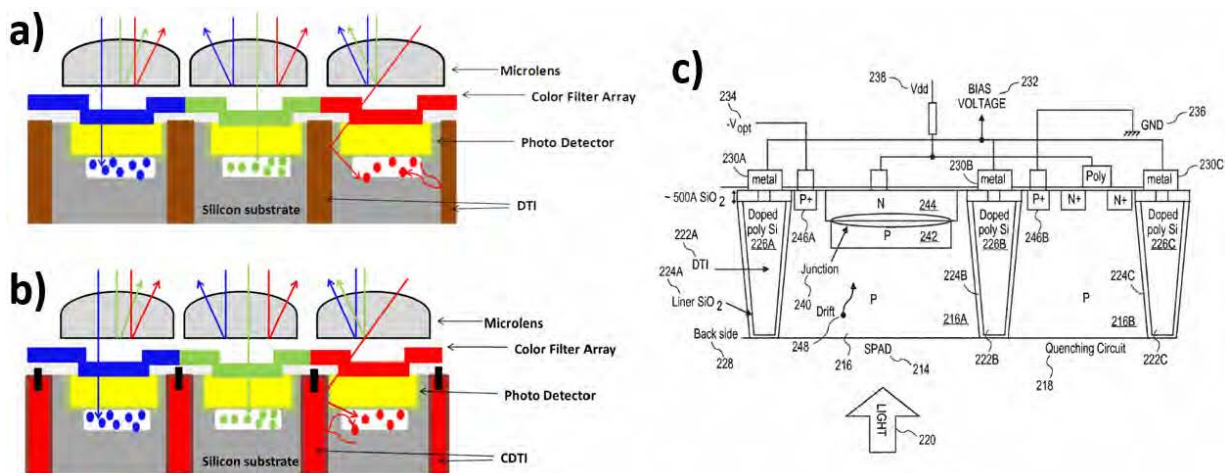 a)
Microlens
Color Filter Array
Photo Detector
Silicon substrate
DTI
b)
Microlens
Color Filter Array
Photo Detector
Silicon substrate
CDTI
c)
238
Vdd
BIAS
VOLTAGE
232
234
-Vopt
GND
236
230A
metal
230B
metal
Poly
metal
230C
~ 500A SiO2
P+
N
244
P+
N+
N+
Doped
poly Si
226A
246A
P
242
Doped
poly Si
226B
246B
Doped
poly Si
226C
222A
DTI
224A
Liner SiO2
Junction
240
Drift
P
224B
216A
P
224C
216B
Back side
228
248
216
SPAD
214
222B
Quenching Circuit
218
222C
LIGHT
220